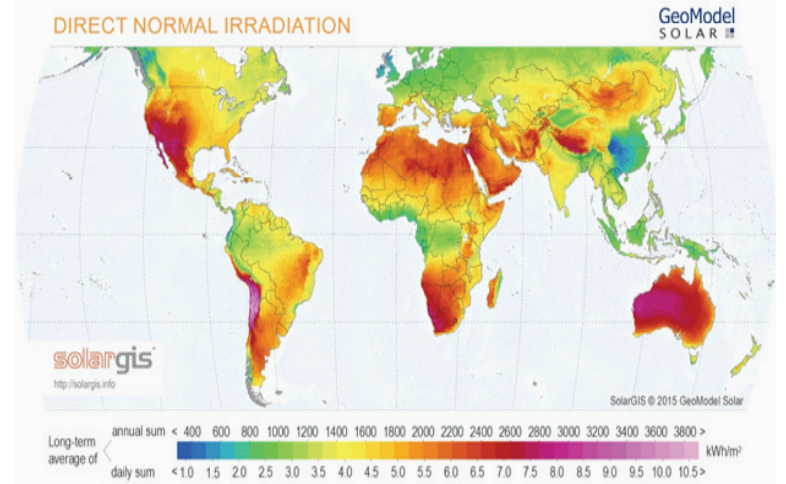 DIRECT NORMAL IRRADIATION
GeoModel
SOLAR
solargis
http://solargis.info
SolarGIS © 2015 GeoModel Solar
Long-term
average of
annual sum < 400 600 800 1000 1200 1400 1600 1800 2000 2200 2400 2600 2800 3000 3200 3400 3600 3800 >
kWh/m²
daily sum <1.0 1.5 2.0 2.5 3.0 3.5 4.0 4.5 5.0 5.5 6.0 6.5 7.0 7.5 8.0 8.5 9.0 9.5 10.0 10.5>